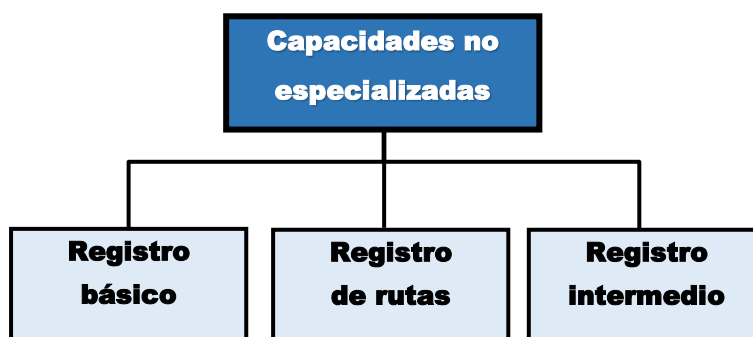 Capacidades no
especializadas
Registro
básico
Registro
de rutas
Registro
intermedio